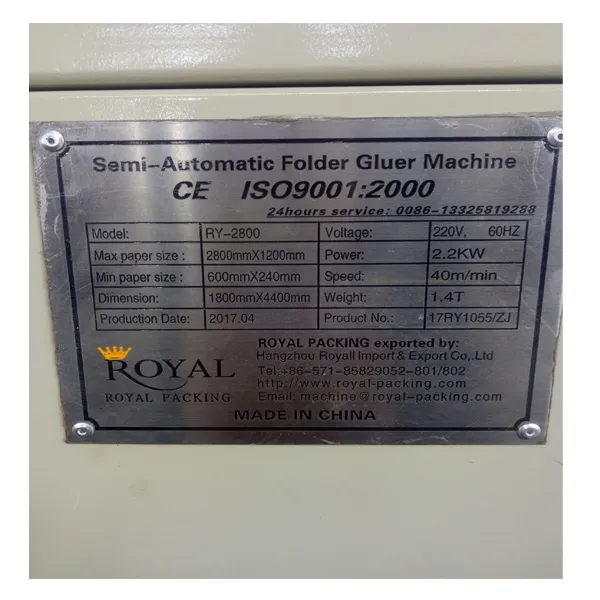 Semi-Automatic Folder Gluer Machine
CE ISO9001:2000
24hours service: 0086-13325819288
Model: RY-2800 Voltage: 220V, 60HZ
Max paper size : 2800mmX1200mm Power: 2.2KW
Min paper size : 600mmX240mm Speed: 40m/min
Dimension: 1800mmX4400mm Weight: 1.4T
Production Date: 2017.04 Product No.: 17RY1055/ZJ
ROYAL
ROYAL PACKING
ROYAL PACKING exported by:
Hangzhou Royall Import & Export Co,.Ltd
Tel:+86-571-85829052-801/802
http://www.royal-packing.com
Email: machine@royal-packing.com
MADE IN CHINA